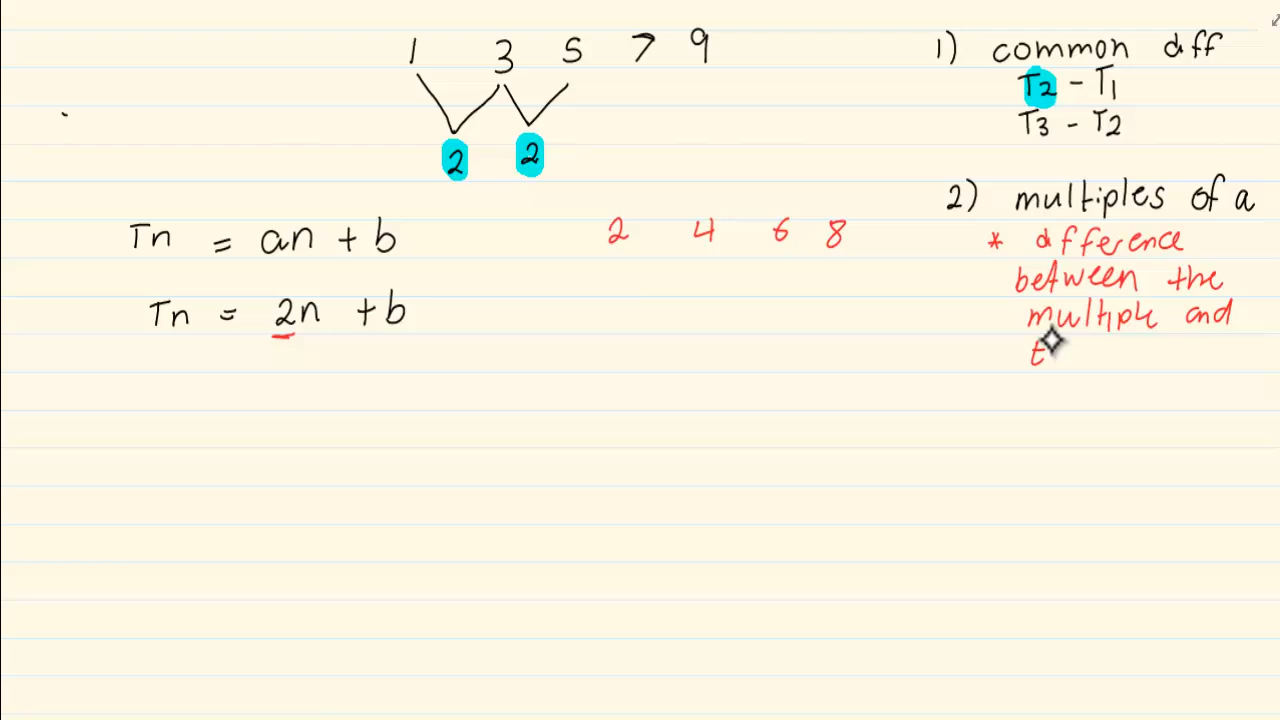 1 3 5 7 9
2 2
Tn = an + b
Tn = 2n + b
2 4 6 8
1) common diff
T2 - T1
T3 - T2
2) multiples of a
* difference
between the
multiple and
t